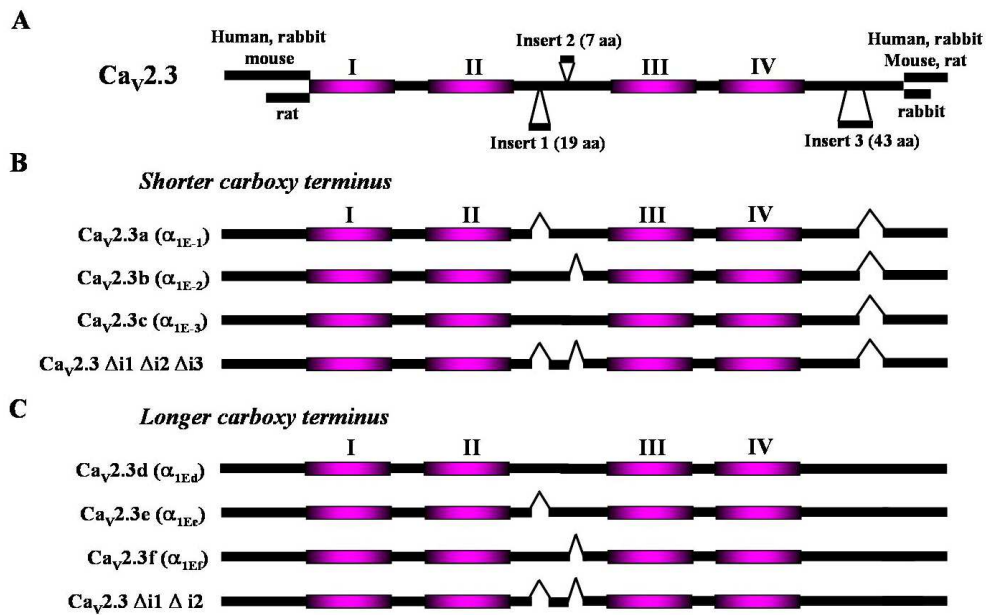 A
Human, rabbit
mouse
Insert 2 (7 aa)
Human, rabbit
Mouse, rat
CaV2.3
I
II
III
IV
rat
rabbit
Insert 1 (19 aa)
Insert 3 (43 aa)
B
Shorter carboxy terminus
I
II
III
IV
CaV2.3a (α1E-1)
CaV2.3b (α1E-2)
CaV2.3c (α1E-3)
CaV2.3 Δi1 Δi2 Δi3
C
Longer carboxy terminus
I
II
III
IV
CaV2.3d (α1Ed)
CaV2.3e (α1Ee)
CaV2.3f (α1Ef)
CaV2.3 Δi1 Δ i2